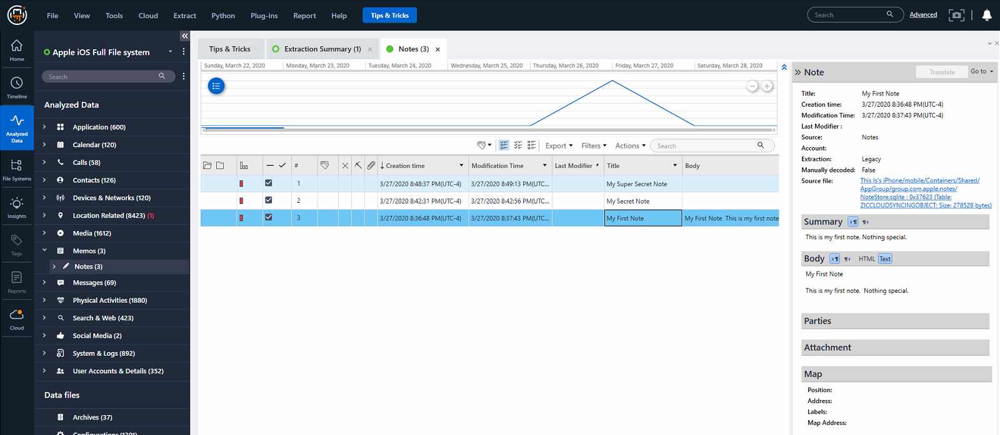 File View Tools Cloud Extract Python Plug-ins Report Help Tips & Tricks Search Advanced
Home
Timeline
Analyzed
Data
File Systems
Insights
Tags
Reports
Cloud
Apple iOS Full File system
Search
Analyzed Data
Application (600)
Calendar (120)
Calls (58)
Contacts (126)
Devices & Networks (120)
Location Related (8423) (1)
Media (1612)
Memos (3)
Notes (3)
Messages (69)
Physical Activities (1880)
Search & Web (423)
Social Media (2)
System & Logs (892)
User Accounts & Details (352)
Data files
Archives (37)
Configurations (1301)
Tips & Tricks Extraction Summary (1) Notes (3)
Sunday, March 22, 2020 Monday, March 23, 2020 Tuesday, March 24, 2020 Wednesday, March 25, 2020 Thursday, March 26, 2020 Friday, March 27, 2020 Saturday, March 28, 2020
Export Filters Actions Search
# Creation time Modification Time Last Modifier Title Body
1 3/27/2020 8:48:37 PM(UTC-4) 3/27/2020 8:49:13 PM(UTC... My Super Secret Note
2 3/27/2020 8:42:31 PM(UTC-4) 3/27/2020 8:42:56 PM(UTC... My Secret Note
3 3/27/2020 8:36:48 PM(UTC-4) 3/27/2020 8:37:43 PM(UTC... My First Note My First Note This is my first note
Note Translate Go to
Title: My First Note
Creation time: 3/27/2020 8:36:48 PM(UTC-4)
Modification Time: 3/27/2020 8:37:43 PM(UTC-4)
Last Modifier :
Source: Notes
Account:
Extraction: Legacy
Manually decoded: False
Source file: This Is's iPhone/mobile/Containers/Shared/
AppGroup/group.com.apple.notes/
NoteStore.sqlite : 0x37623 (Table:
ZICCLOUDSYNCINGOBJECT; Size: 278528 bytes)
Summary
This is my first note. Nothing special.
Body HTML Text
My First Note
This is my first note. Nothing special.
Parties
Attachment
Map
Position:
Address:
Labels:
Map Address: